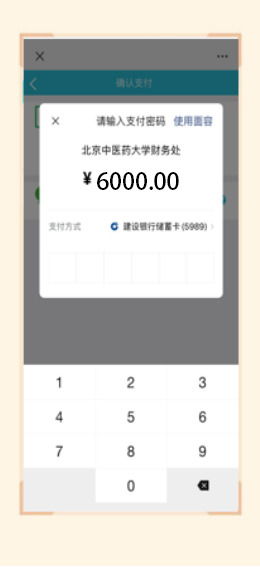 确认支付
请输入支付密码 使用面容
北京中医药大学财务处
¥6000.00
支付方式 建设银行储蓄卡(5989)
1 2 3
4 5 6
7 8 9
0